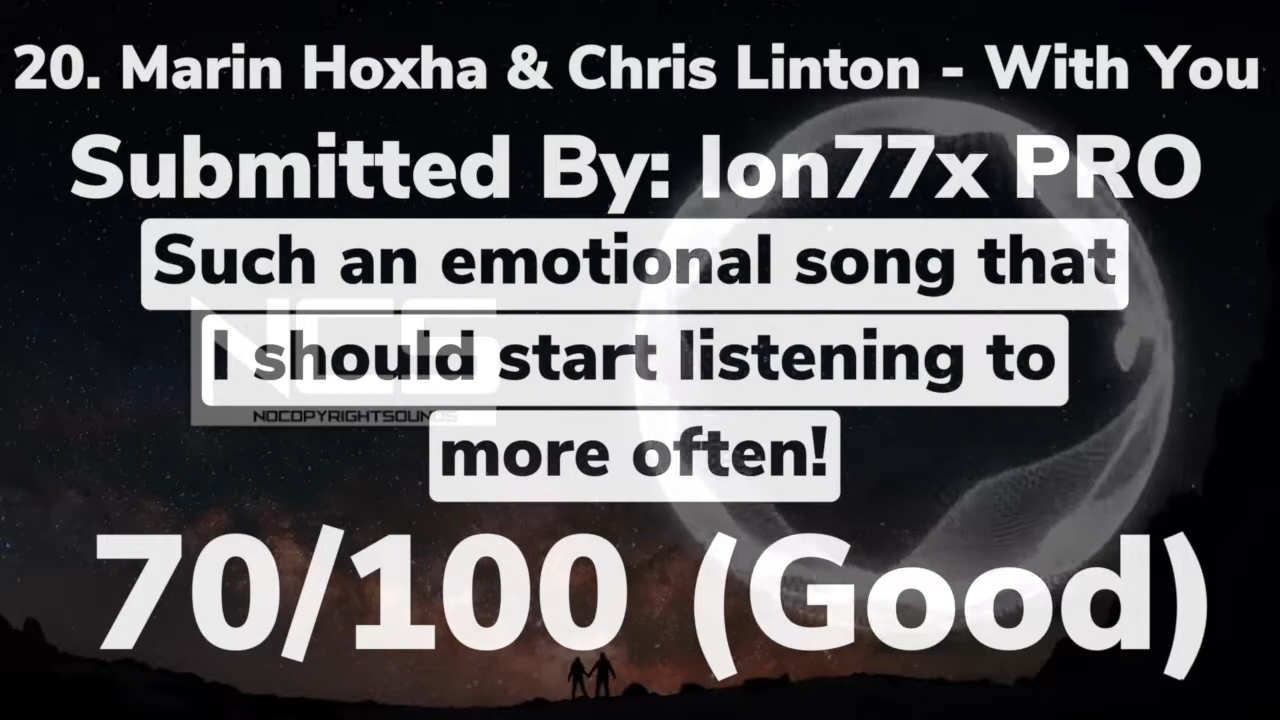 20. Marin Hoxha & Chris Linton - With You
Submitted By: Ion77x PRO
Such an emotional song that
I should start listening to
more often!
NCS
NOCOPYRIGHTSOUNDS
70/100 (Good)